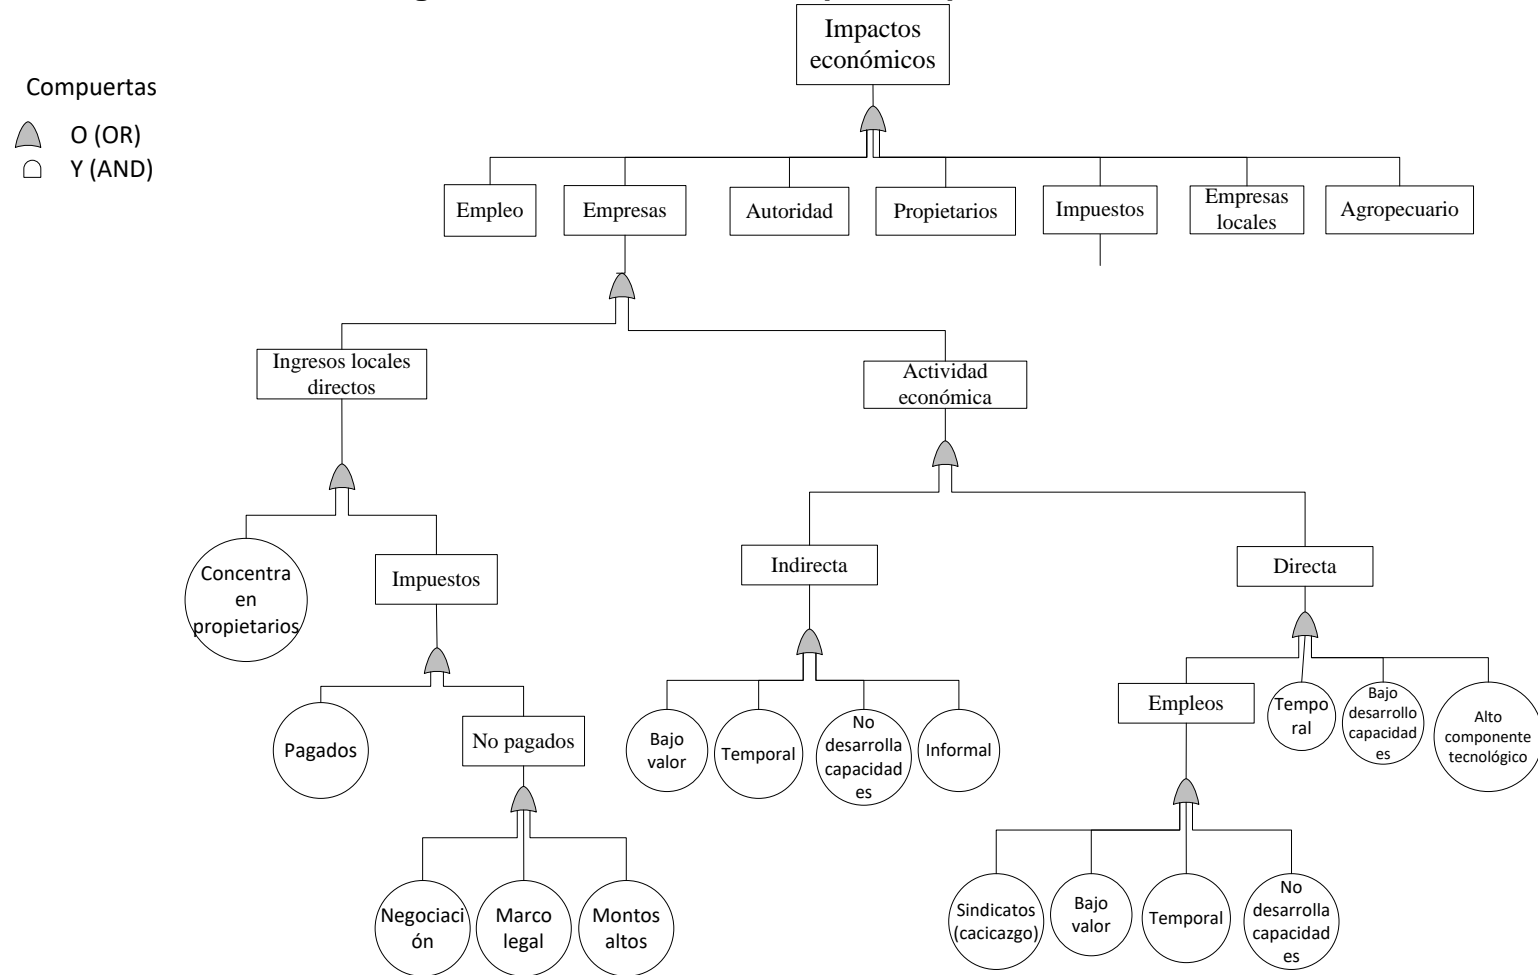 Impactos
económicos
Compuertas
O (OR)
Y (AND)
Empleo
Empresas
Autoridad
Propietarios
Impuestos
Empresas
locales
Agropecuario
Ingresos locales
directos
Actividad
económica
Concentra
en
propietarios
Impuestos
Indirecta
Directa
Pagados
No pagados
Bajo
valor
Temporal
No
desarrolla
capacidad
es
Informal
Empleos
Tempo
ral
Bajo
desarrollo
capacidad
es
Alto
componente
tecnológico
Negociaci
ón
Marco
legal
Montos
altos
Sindicatos
(cacicazgo)
Bajo
valor
Temporal
No
desarrolla
capacidad
es